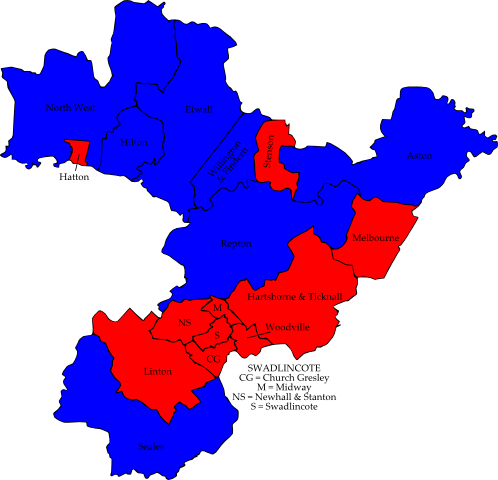 North West
Etwall
Hilton
Hatton
Willington
& Findern
Stenson
Aston
Repton
Melbourne
Hartshorne & Ticknall
M
NS
S
Woodville
CG
Linton
SWADLINCOTE
CG = Church Gresley
M = Midway
NS = Newhall & Stanton
S = Swadlincote
Seales